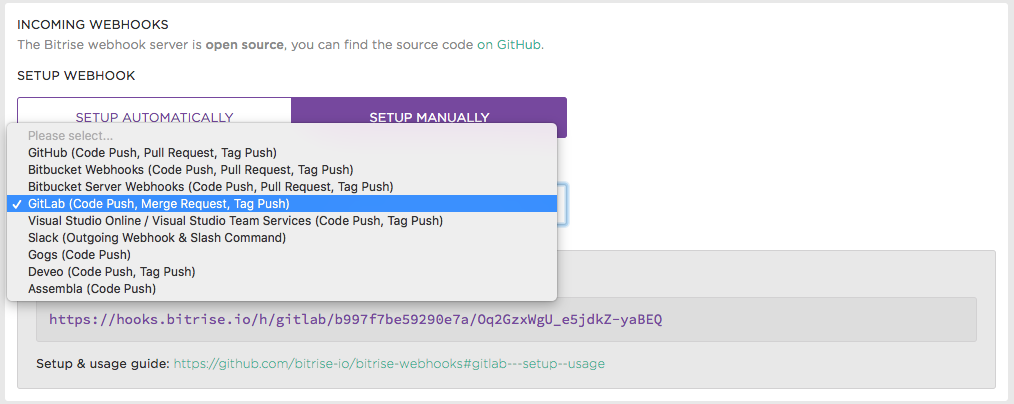 INCOMING WEBHOOKS
The Bitrise webhook server is open source, you can find the source code on GitHub.
SETUP WEBHOOK
SETUP AUTOMATICALLY
SETUP MANUALLY
Please select...
GitHub (Code Push, Pull Request, Tag Push)
Bitbucket Webhooks (Code Push, Pull Request, Tag Push)
Bitbucket Server Webhooks (Code Push, Pull Request, Tag Push)
✓ GitLab (Code Push, Merge Request, Tag Push)
Visual Studio Online / Visual Studio Team Services (Code Push, Tag Push)
Slack (Outgoing Webhook & Slash Command)
Gogs (Code Push)
Deveo (Code Push, Tag Push)
Assembla (Code Push)
https://hooks.bitrise.io/h/gitlab/b997f7be59290e7a/Oq2GzxWgU_e5jdkZ-yaBEQ
Setup & usage guide: https://github.com/bitrise-io/bitrise-webhooks#gitlab---setup--usage